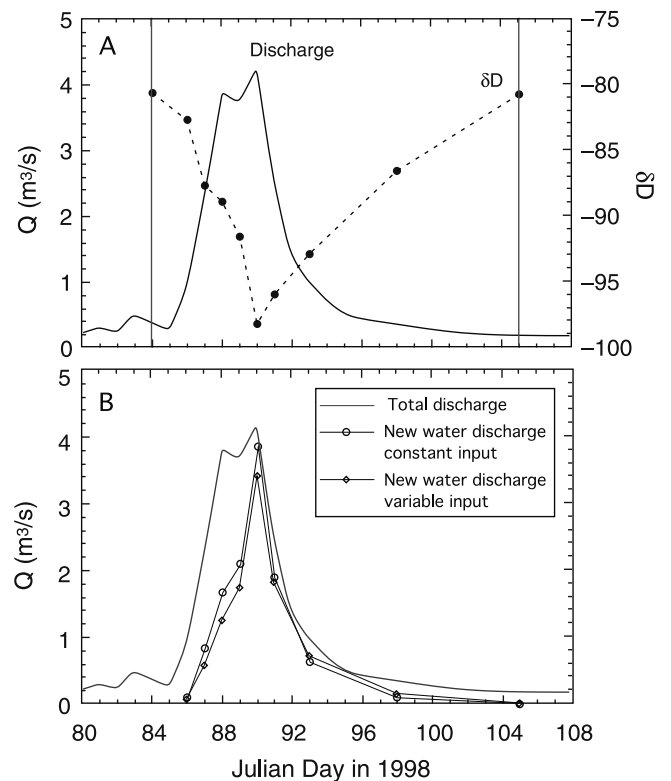 A
Discharge
δD
5
4
3
2
1
0
Q (m³/s)
−75
−80
−85
−90
−95
−100
δD
B
Total discharge
New water discharge
constant input
New water discharge
variable input
5
4
3
2
1
0
Q (m³/s)
80 84 88 92 96 100 104 108
Julian Day in 1998